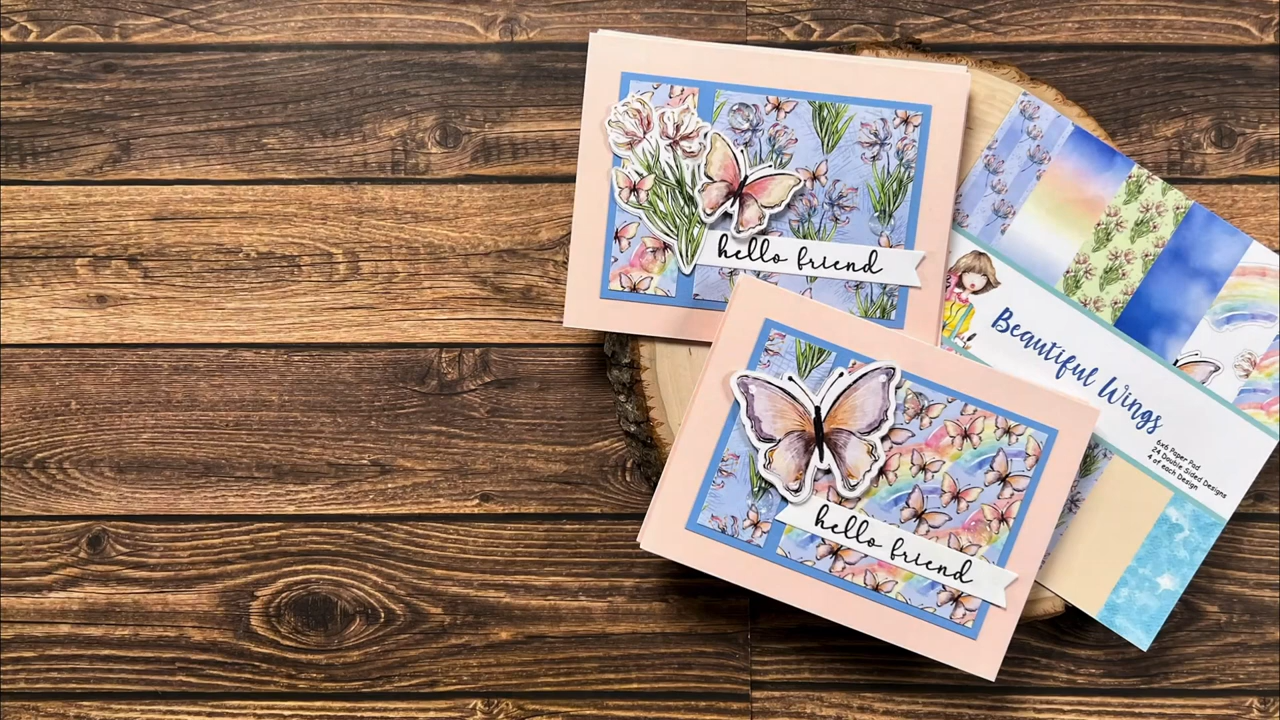 hello friend
hello friend
Beautiful Wings
6x6 Paper Pad
24 Double Sided Designs
4 of each Design